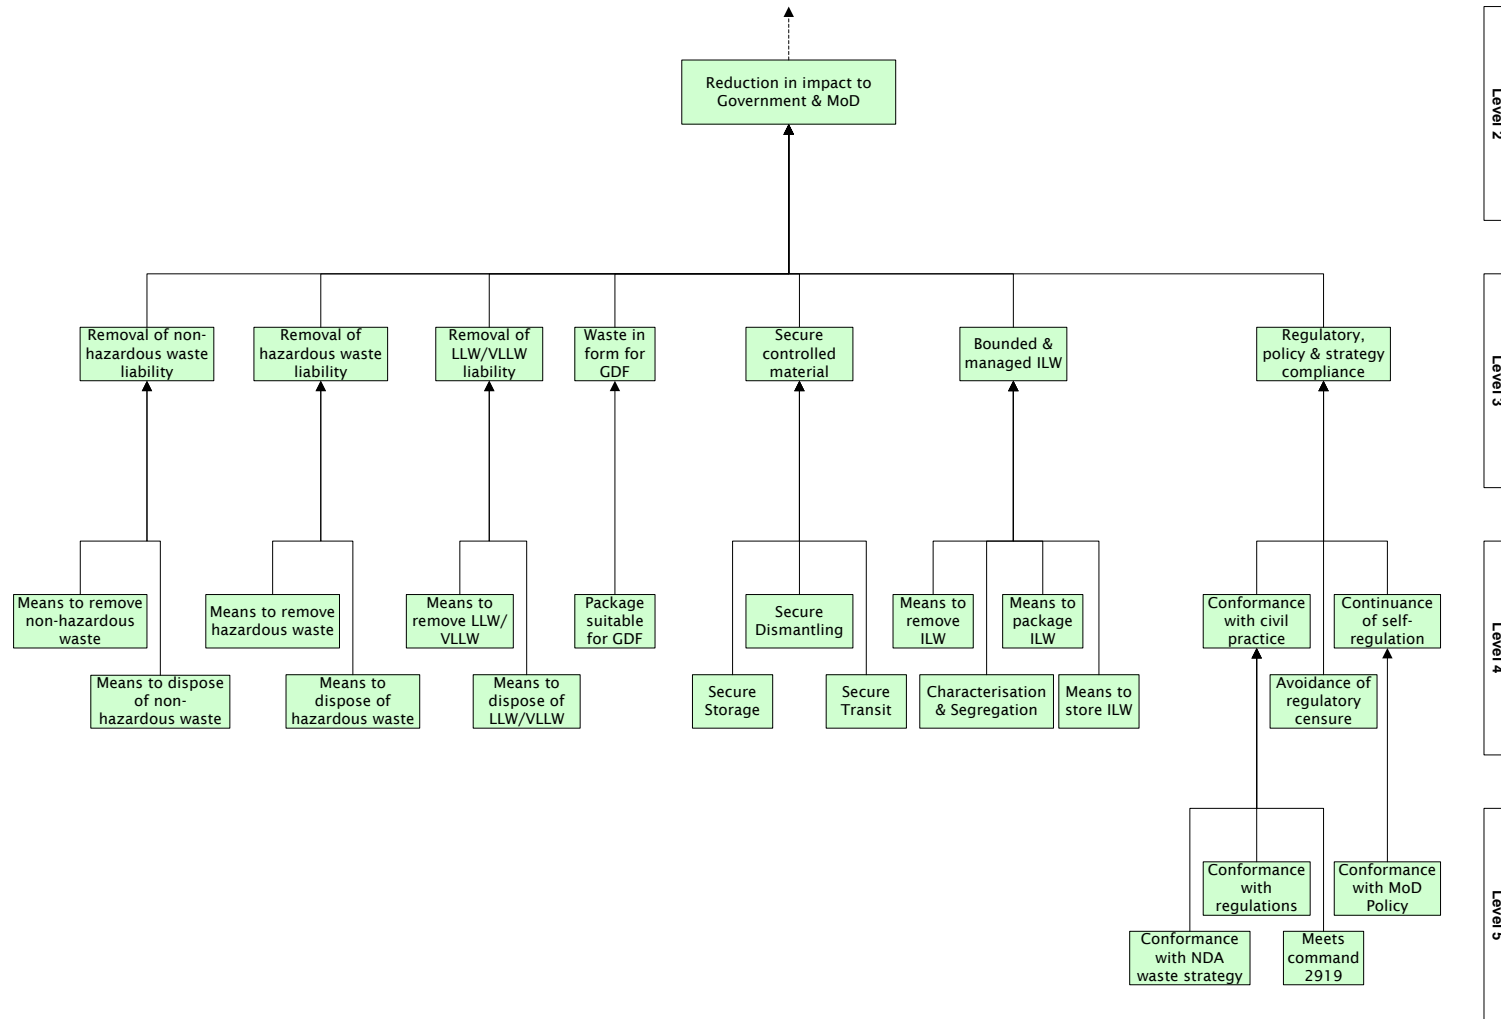 Reduction in impact to
Government & MoD
Level 2
Removal of non-
hazardous waste
liability
Removal of
hazardous waste
liability
Removal of
LLW/VLLW
liability
Waste in
form for
GDF
Secure
controlled
material
Bounded &
managed ILW
Regulatory,
policy & strategy
compliance
Level 3
Means to remove
non-hazardous
waste
Means to remove
hazardous waste
Means to
remove LLW/
VLLW
Package
suitable
for GDF
Secure
Dismantling
Means to
remove
ILW
Means to
package
ILW
Conformance
with civil
practice
Continuance
of self-
regulation
Level 4
Means to dispose
of non-
hazardous waste
Means to
dispose of
hazardous waste
Means to
dispose of
LLW/VLLW
Secure
Storage
Secure
Transit
Characterisation
& Segregation
Means to
store ILW
Avoidance of
regulatory
censure
Conformance
with
regulations
Conformance
with MoD
Policy
Level 5
Conformance
with NDA
waste strategy
Meets
command
2919